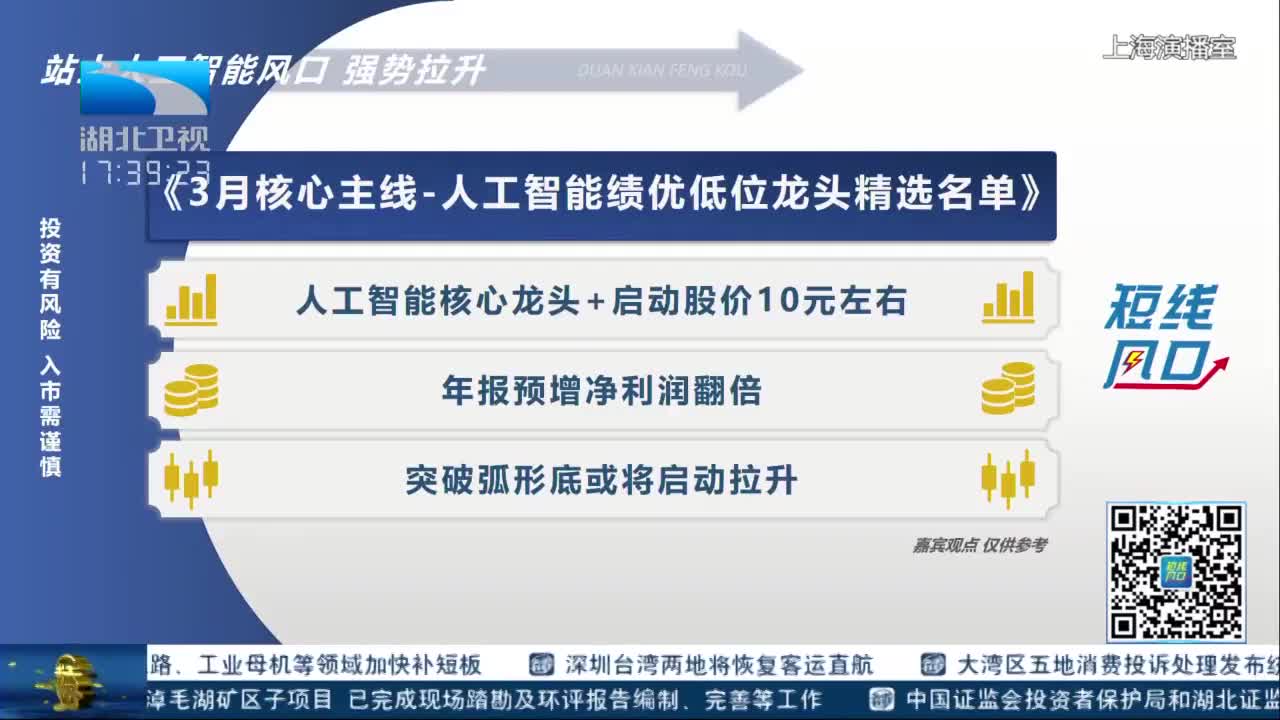 站上人工智能风口 强势拉升
DUAN XIAN FENG KOU
上海演播室
湖北卫视
17:39:23
《3月核心主线-人工智能绩优低位龙头精选名单》
投资有风险 入市需谨慎
人工智能核心龙头+启动股价10元左右
年报预增净利润翻倍
突破弧形底或将启动拉升
短线
风口
嘉宾观点 仅供参考
短线
风口
路、工业母机等领域加快补短板 深圳台湾两地将恢复客运直航 大湾区五地消费投诉处理发布
淖毛湖矿区子项目 已完成现场踏勘及环评报告编制、完善等工作 中国证监会投资者保护局和湖北证监